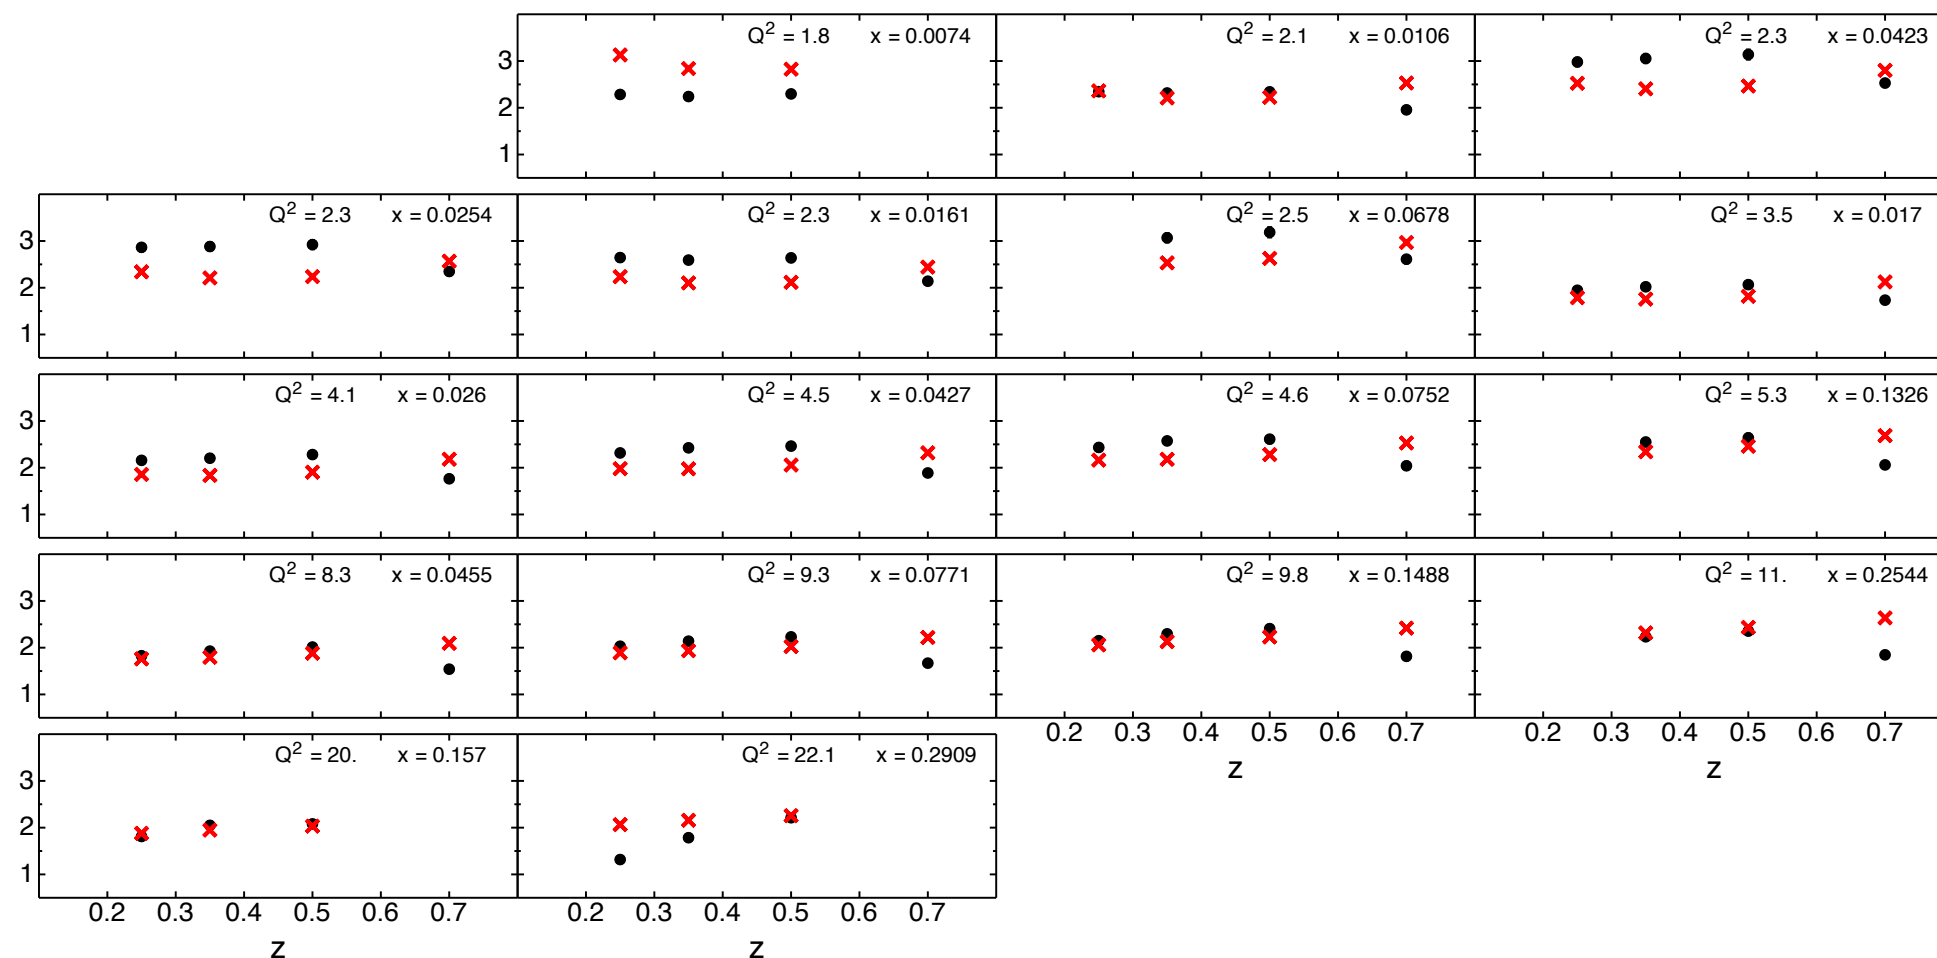 Q² = 1.8 x = 0.0074
Q² = 2.1 x = 0.0106
Q² = 2.3 x = 0.0423
3
2
1
Q² = 2.3 x = 0.0254
Q² = 2.3 x = 0.0161
Q² = 2.5 x = 0.0678
Q² = 3.5 x = 0.017
3
2
1
Q² = 4.1 x = 0.026
Q² = 4.5 x = 0.0427
Q² = 4.6 x = 0.0752
Q² = 5.3 x = 0.1326
3
2
1
Q² = 8.3 x = 0.0455
Q² = 9.3 x = 0.0771
Q² = 9.8 x = 0.1488
Q² = 11. x = 0.2544
3
2
1
0.2 0.3 0.4 0.5 0.6 0.7
0.2 0.3 0.4 0.5 0.6 0.7
z
z
Q² = 20. x = 0.157
Q² = 22.1 x = 0.2909
3
2
1
0.2 0.3 0.4 0.5 0.6 0.7
0.2 0.3 0.4 0.5 0.6 0.7
z
z